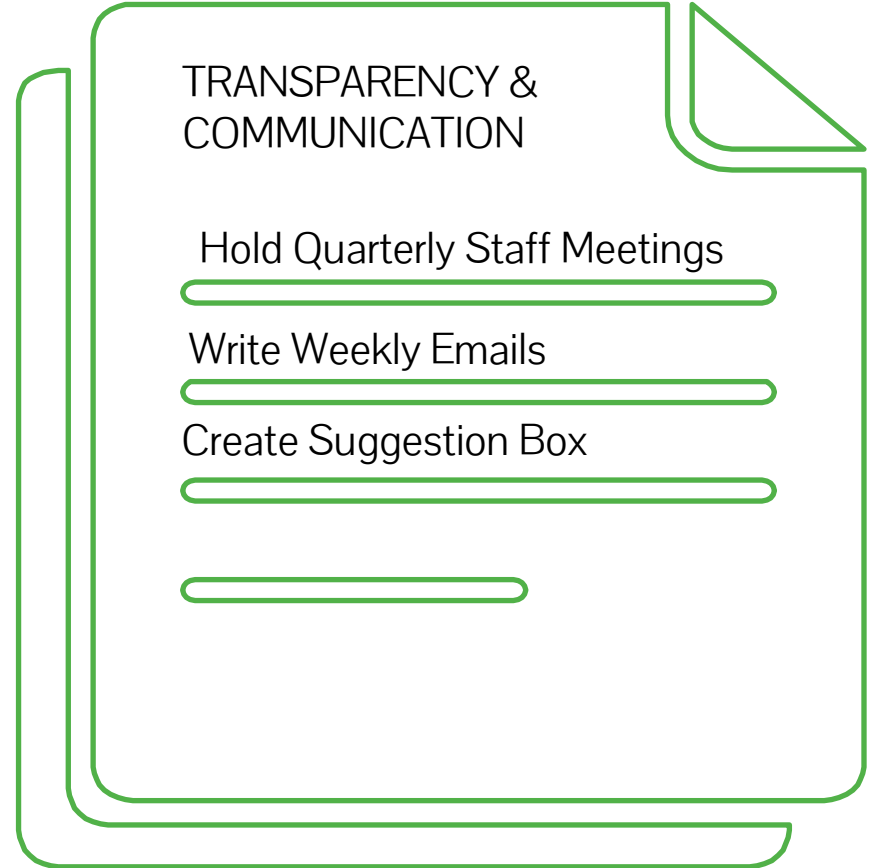 TRANSPARENCY &
COMMUNICATION
Hold Quarterly Staff Meetings
Write Weekly Emails
Create Suggestion Box